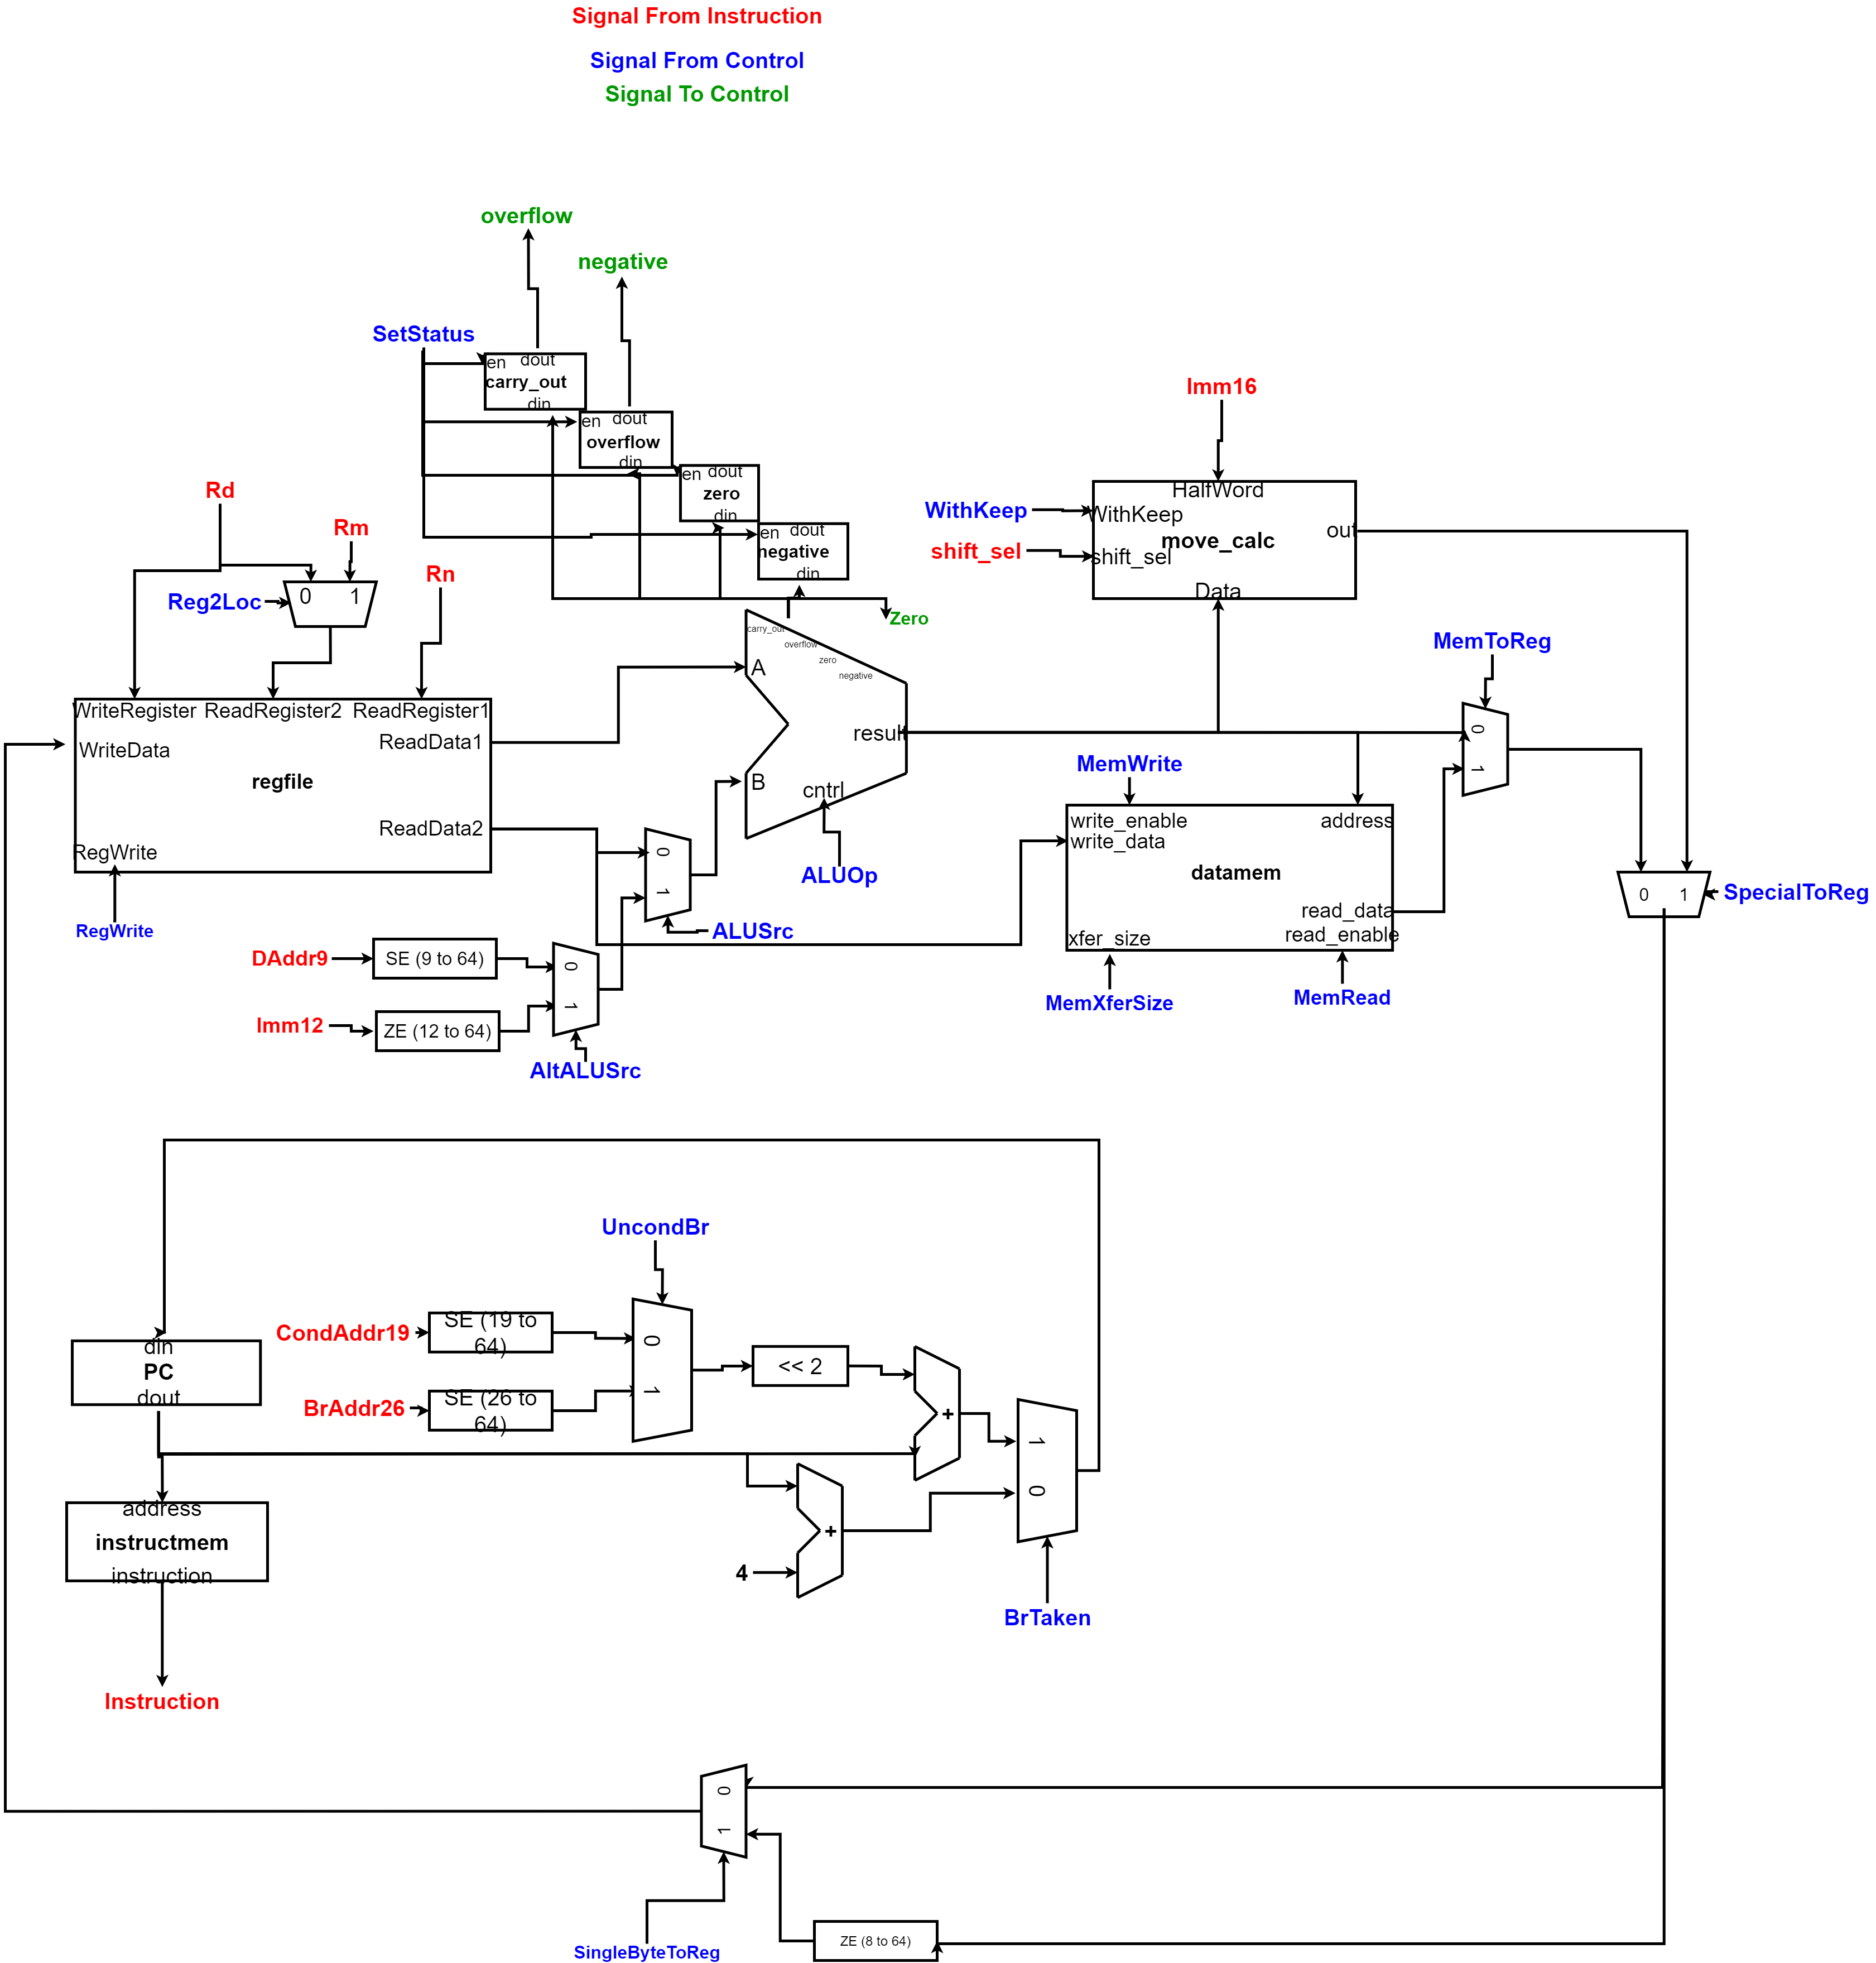 Signal From Instruction
Signal From Control
Signal To Control
overflow
negative
SetStatus
en dout
carry_out
din
en dout
overflow
din
en dout
zero
din
en dout
negative
din
Imm16
HalfWord
WithKeep
WithKeep
out
move_calc
shift_sel
shift_sel
Data
Rd
Rm
Rn
Reg2Loc
0 1
Zero
carry_out
overflow
zero
negative
A
B
result
cntrl
ALUOp
MemToReg
0
1
WriteRegister ReadRegister2 ReadRegister1
WriteData
ReadData1
regfile
ReadData2
RegWrite
RegWrite
0
1
ALUSrc
MemWrite
write_enable address
write_data
datamem
read_data
read_enable
xfer_size
MemXferSize
MemRead
0 1
SpecialToReg
DAddr9
SE (9 to 64)
Imm12
ZE (12 to 64)
0
1
AltALUSrc
UncondBr
CondAddr19
SE (19 to
64)
BrAddr26
SE (26 to
64)
0
1
<< 2
+
+
4
1
0
BrTaken
din
PC
dout
address
instructmem
instruction
Instruction
0
1
SingleByteToReg
ZE (8 to 64)